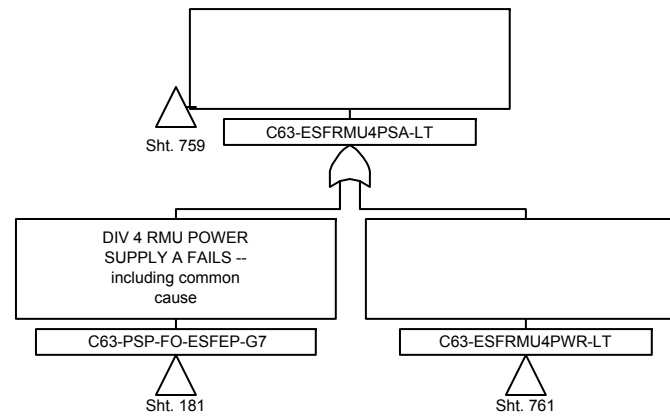 Sht. 759
C63-ESFRMU4PSA-LT
DIV 4 RMU POWER
SUPPLY A FAILS --
including common
cause
C63-PSP-FO-ESFEP-G7
C63-ESFRMU4PWR-LT
Sht. 181
Sht. 761